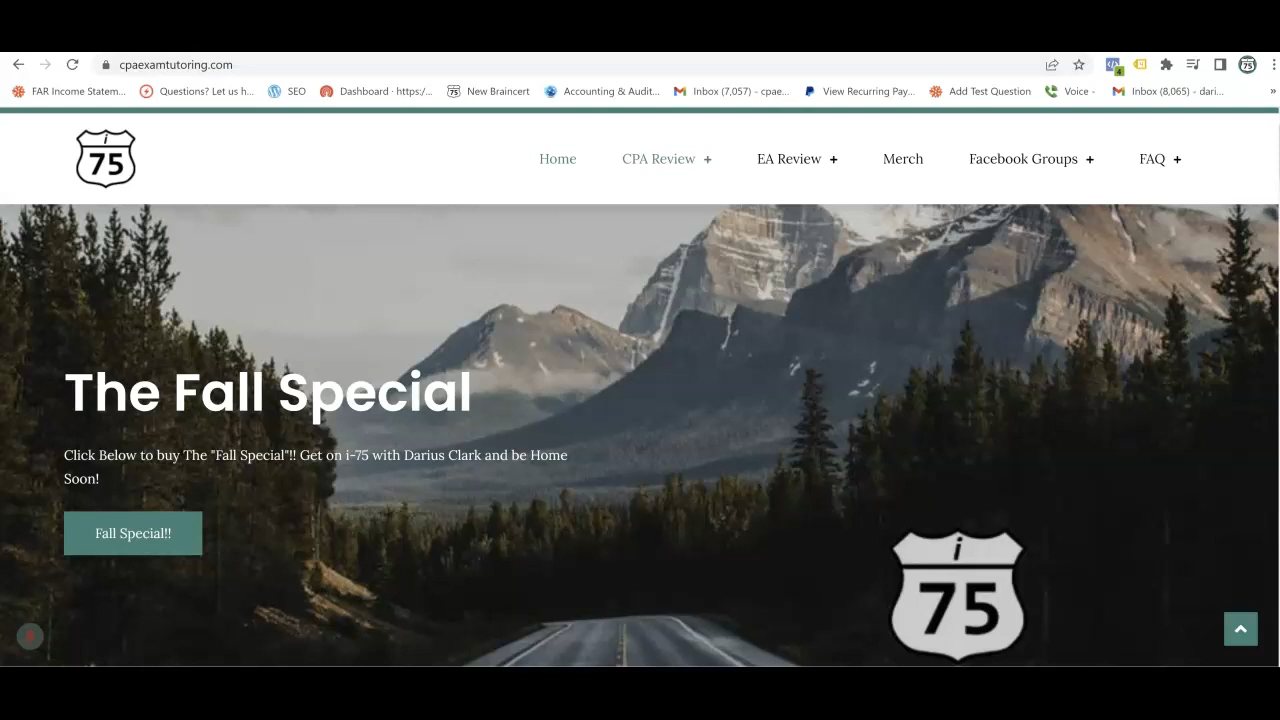 cpaexamtutoring.com
4
75
FAR Income Statem...
Questions? Let us h...
SEO
Dashboard · https:/...
75
New Braincert
Accounting & Audit...
Inbox (7,057) - cpae...
View Recurring Pay...
Add Test Question
Voice -
Inbox (8,065) - dari...
»
i
75
Home
CPA Review +
EA Review +
Merch
Facebook Groups +
FAQ +
The Fall Special
Click Below to buy The "Fall Special"!! Get on i-75 with Darius Clark and be Home
Soon!
Fall Special!!
i
75